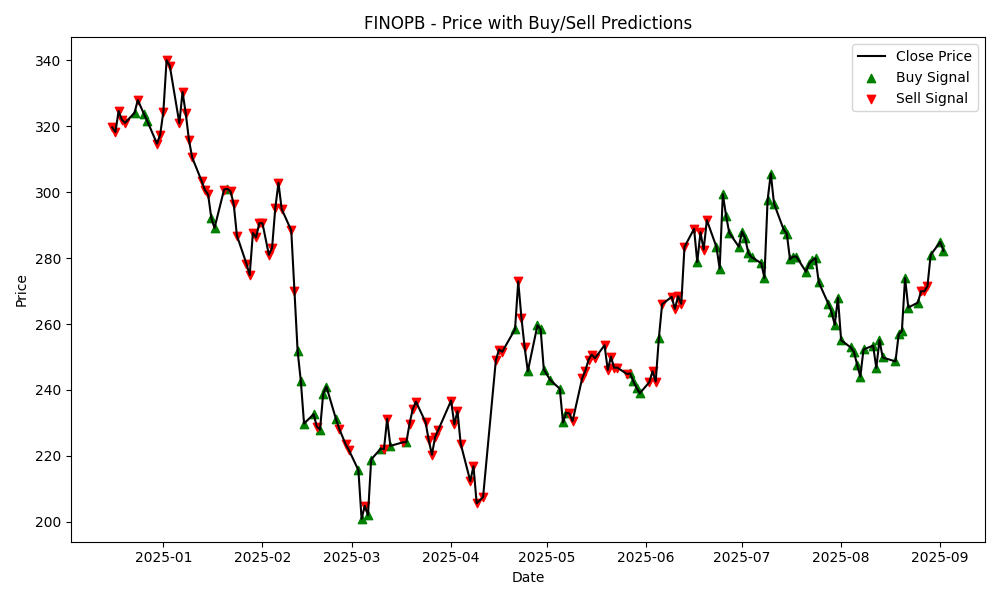 FINOPB - Price with Buy/Sell Predictions
Close Price
Buy Signal
Sell Signal
Price
340
320
300
280
260
240
220
200
2025-01
2025-02
2025-03
2025-04
2025-05
2025-06
2025-07
2025-08
2025-09
Date